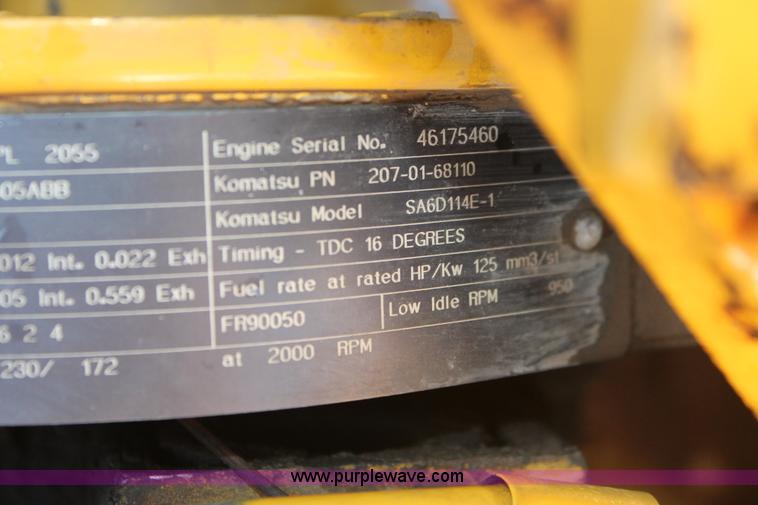 PL 2055 Engine Serial No. 46175460
05ABB Komatsu PN 207-01-68110
Komatsu Model SA6D114E-1
012 Int. 0.022 Exh Timing - TDC 16 DEGREES
05 Int. 0.559 Exh Fuel rate at rated HP/Kw 125 mm3/st
6 2 4 FR90050 Low Idle RPM 950
230/ 172 at 2000 RPM
www.purplewave.com